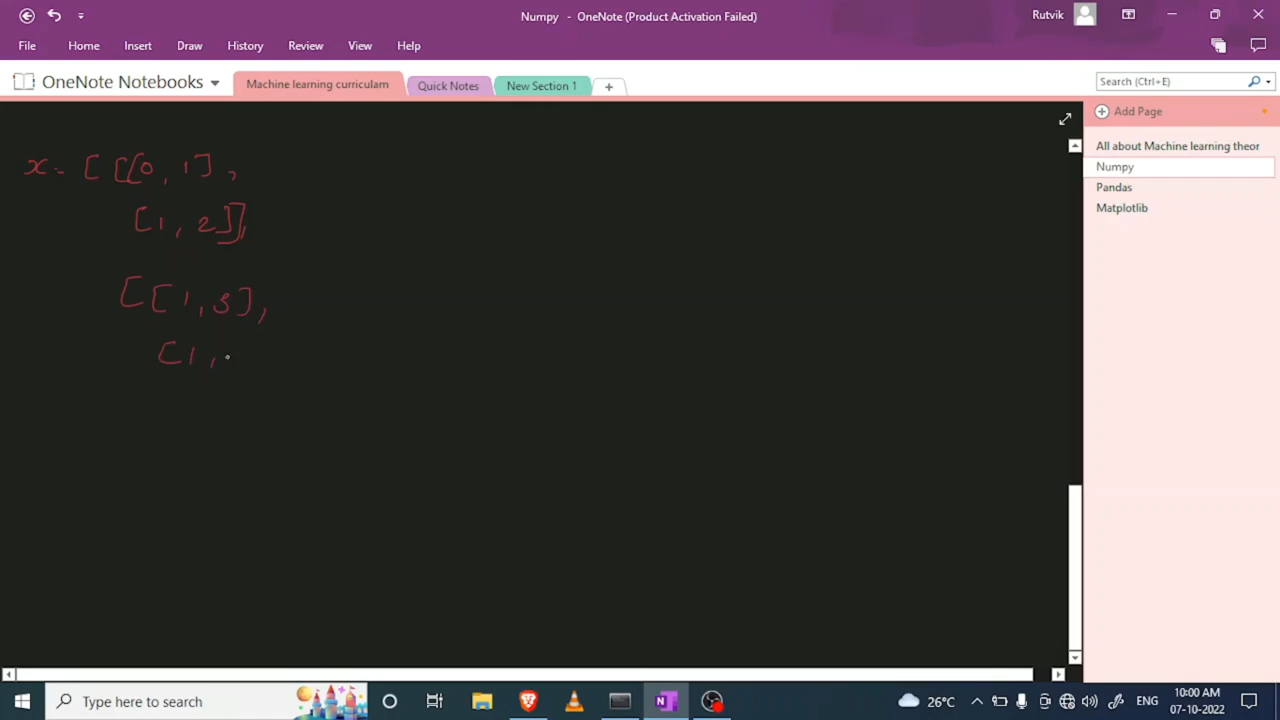 Numpy - OneNote (Product Activation Failed)
Rutvik
File Home Insert Draw History Review View Help
OneNote Notebooks
Machine learning curriculam
Quick Notes
New Section 1
+
Search (Ctrl+E)
Add Page
All about Machine learning theor
Numpy
Pandas
Matplotlib
x= [ [[0, 1],
[1, 2]],
[[1, 3],
[1,
Type here to search
26°C
ENG
10:00 AM
07-10-2022